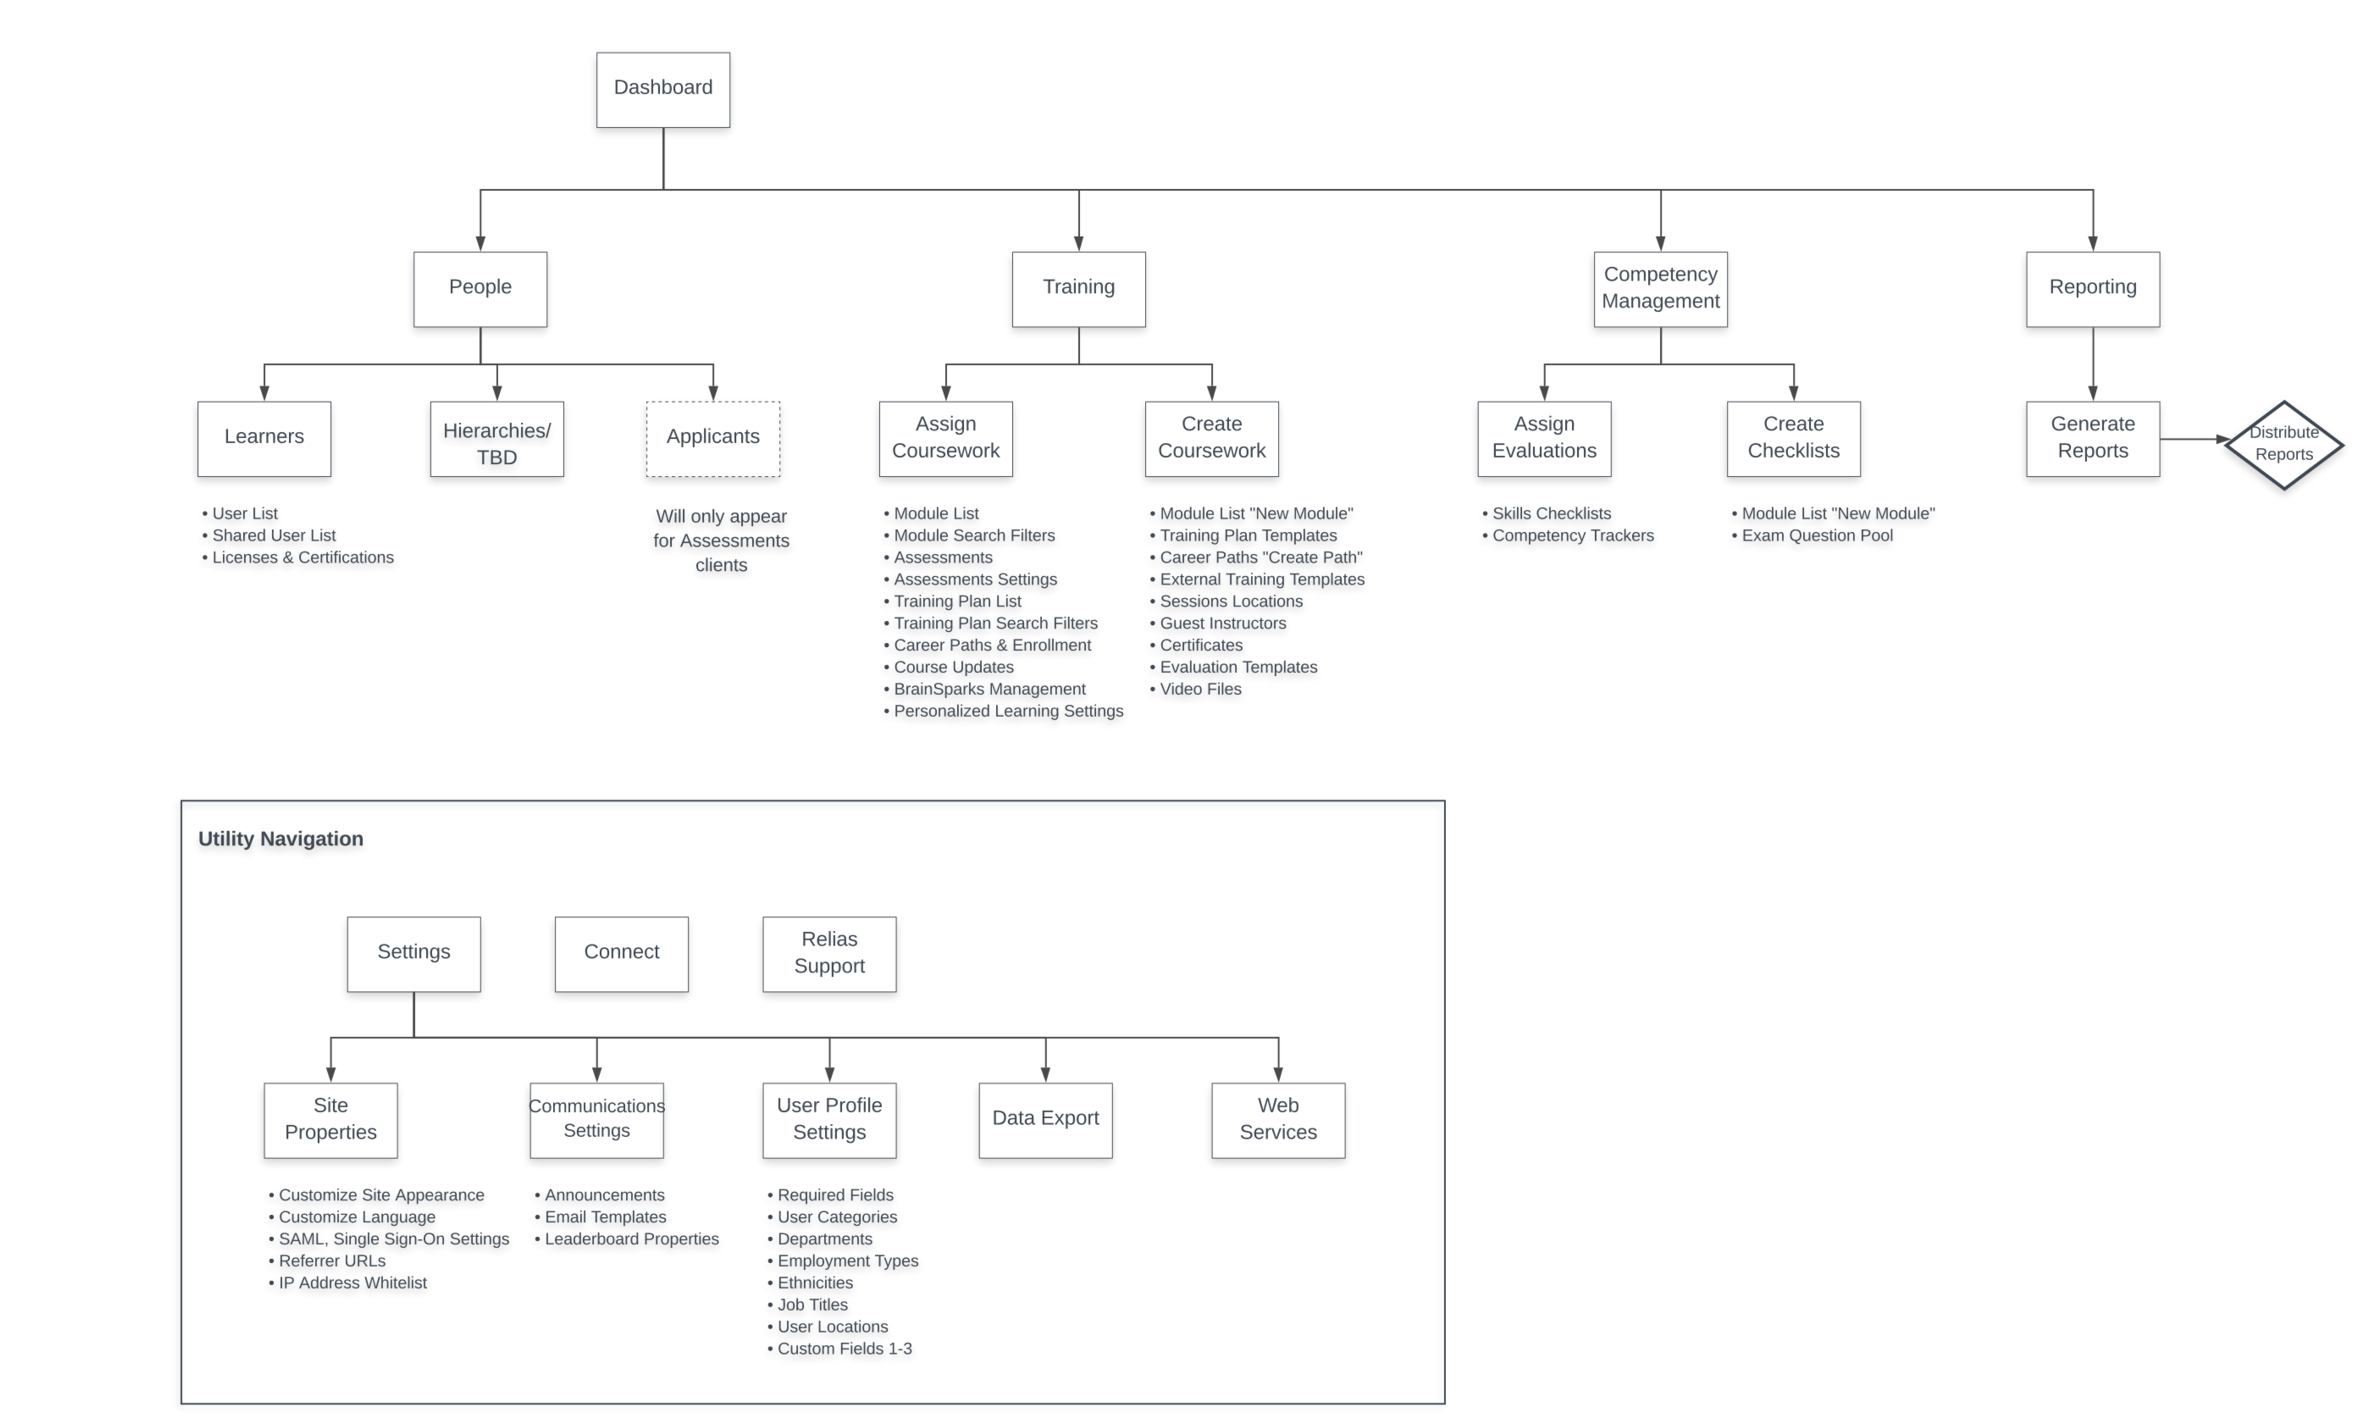 Dashboard
People
Training
Competency
Management
Reporting
Learners
Hierarchies/
TBD
Applicants
Assign
Coursework
Create
Coursework
Assign
Evaluations
Create
Checklists
Generate
Reports
Distribute
Reports
• User List
• Shared User List
• Licenses & Certifications
Will only appear
for Assessments
clients
• Module List
• Module Search Filters
• Assessments
• Assessments Settings
• Training Plan List
• Training Plan Search Filters
• Career Paths & Enrollment
• Course Updates
• BrainSparks Management
• Personalized Learning Settings
• Module List "New Module"
• Training Plan Templates
• Career Paths "Create Path"
• External Training Templates
• Sessions Locations
• Guest Instructors
• Certificates
• Evaluation Templates
• Video Files
• Skills Checklists
• Competency Trackers
• Module List "New Module"
• Exam Question Pool
Utility Navigation
Settings
Connect
Relias
Support
Site
Properties
Communications
Settings
User Profile
Settings
Data Export
Web
Services
• Customize Site Appearance
• Customize Language
• SAML, Single Sign-On Settings
• Referrer URLs
• IP Address Whitelist
• Announcements
• Email Templates
• Leaderboard Properties
• Required Fields
• User Categories
• Departments
• Employment Types
• Ethnicities
• Job Titles
• User Locations
• Custom Fields 1-3